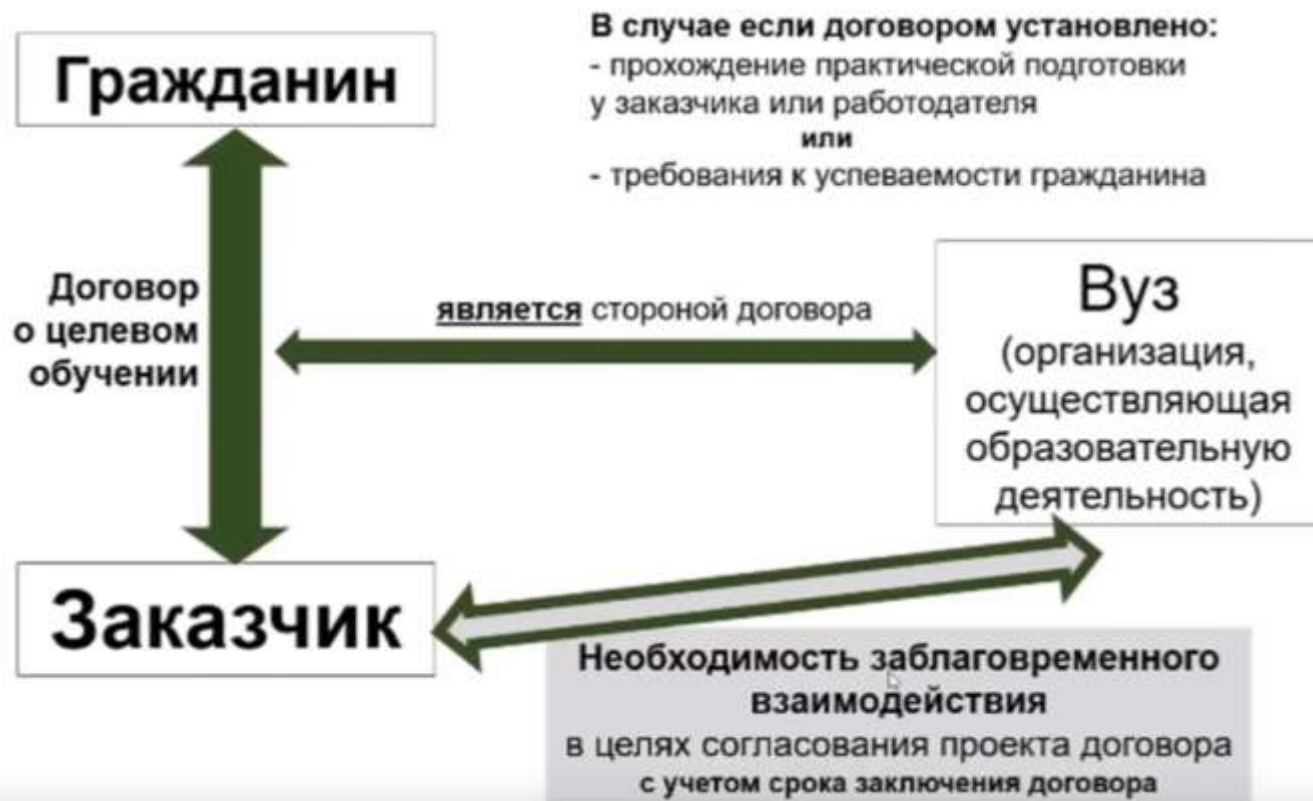 Гражданин
В случае если договором установлено:
- прохождение практической подготовки
у заказчика или работодателя
или
- требования к успеваемости гражданина
Договор
о целевом
обучении
является стороной договора
Вуз
(организация,
осуществляющая
образовательную
деятельность)
Заказчик
Необходимость заблаговременного
взаимодействия
в целях согласования проекта договора
с учетом срока заключения договора